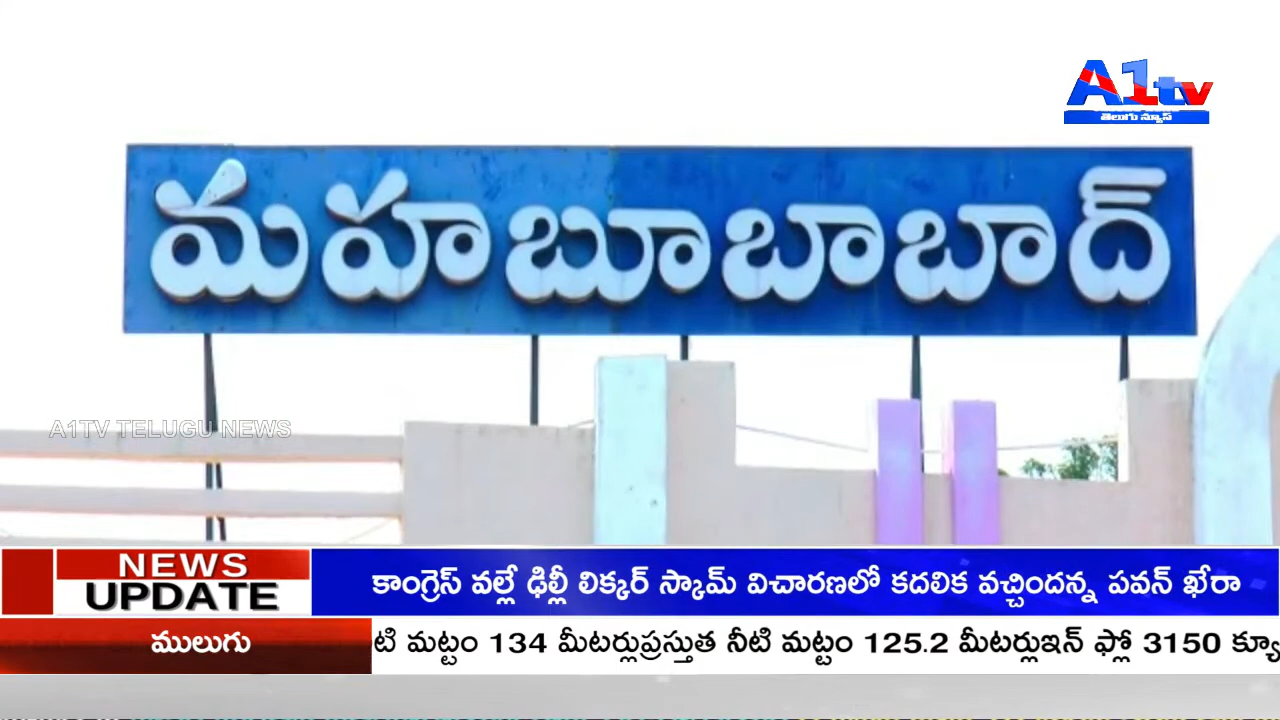 A1tv
తెలుగు న్యూస్
మహబూబాబాద్
A1TV TELUGU NEWS
NEWS
UPDATE
కాంగ్రెస్ వల్లే ఢిల్లీ లిక్కర్ స్కామ్ విచారణలో కదలిక వచ్చిందన్న పవన్ ఖేరా
ములుగు
టి మట్టం 134 మీటర్లుప్రస్తుత నీటి మట్టం 125.2 మీటర్లుఇన్ ఫ్లో 3150 క్యూ